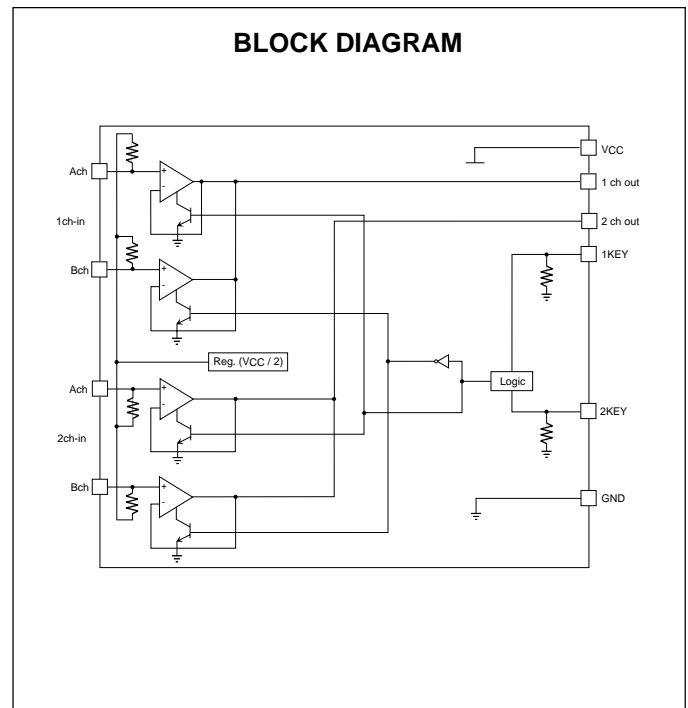 BLOCK DIAGRAM
VCC
Ach
+
-
1 ch out
1ch-in
2 ch out
1KEY
Bch
+
-
Reg. (VCC / 2)
Logic
Ach
+
-
2KEY
2ch-in
Bch
+
-
GND